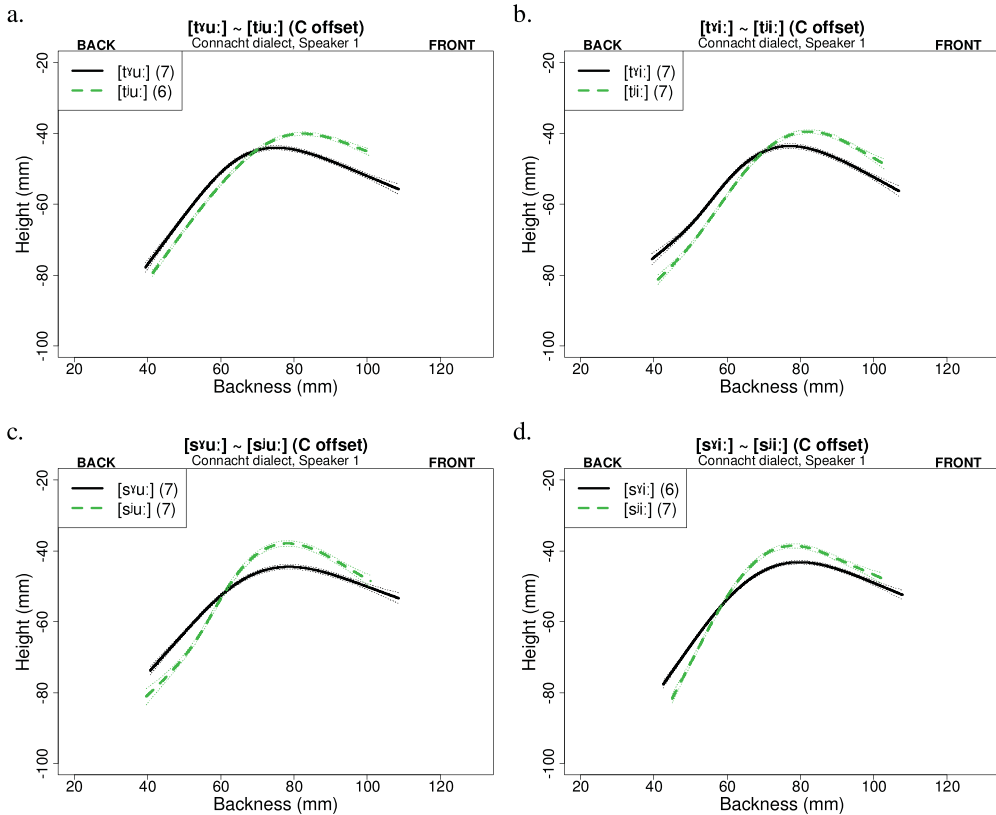 a.
[tˠuː] ~ [tʲuː] (C offset)
Connacht dialect, Speaker 1
BACK
FRONT
[tˠuː] (7)
[tʲuː] (6)
Height (mm)
-20
-40
-60
-80
-100
20 40 60 80 100 120
Backness (mm)
b.
[tˠiː] ~ [tʲiː] (C offset)
Connacht dialect, Speaker 1
BACK
FRONT
[tˠiː] (7)
[tʲiː] (7)
Height (mm)
-20
-40
-60
-80
-100
20 40 60 80 100 120
Backness (mm)
c.
[sˠuː] ~ [sʲuː] (C offset)
Connacht dialect, Speaker 1
BACK
FRONT
[sˠuː] (7)
[sʲuː] (7)
Height (mm)
-20
-40
-60
-80
-100
20 40 60 80 100 120
Backness (mm)
d.
[sˠiː] ~ [sʲiː] (C offset)
Connacht dialect, Speaker 1
BACK
FRONT
[sˠiː] (6)
[sʲiː] (7)
Height (mm)
-20
-40
-60
-80
-100
20 40 60 80 100 120
Backness (mm)